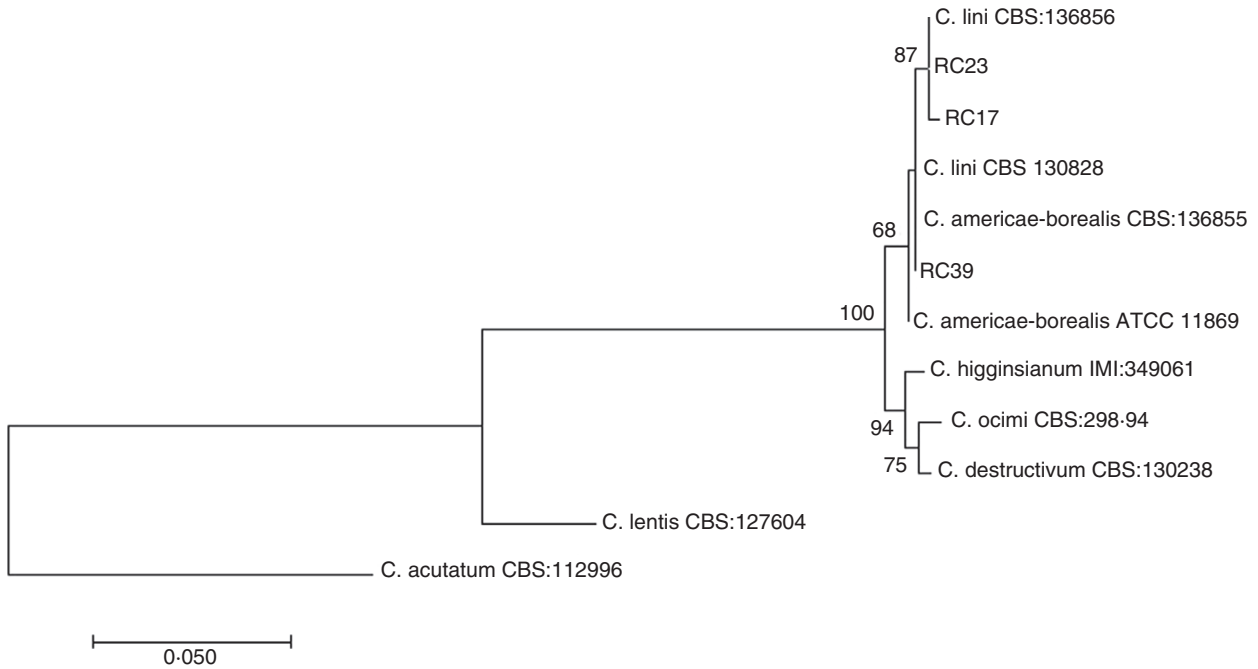 C. lini CBS:136856
87
RC23
RC17
C. lini CBS 130828
C. americae-borealis CBS:136855
68
RC39
100
C. americae-borealis ATCC 11869
C. higginsianum IMI:349061
C. ocimi CBS:298·94
94
75
C. destructivum CBS:130238
C. lentis CBS:127604
C. acutatum CBS:112996
0·050